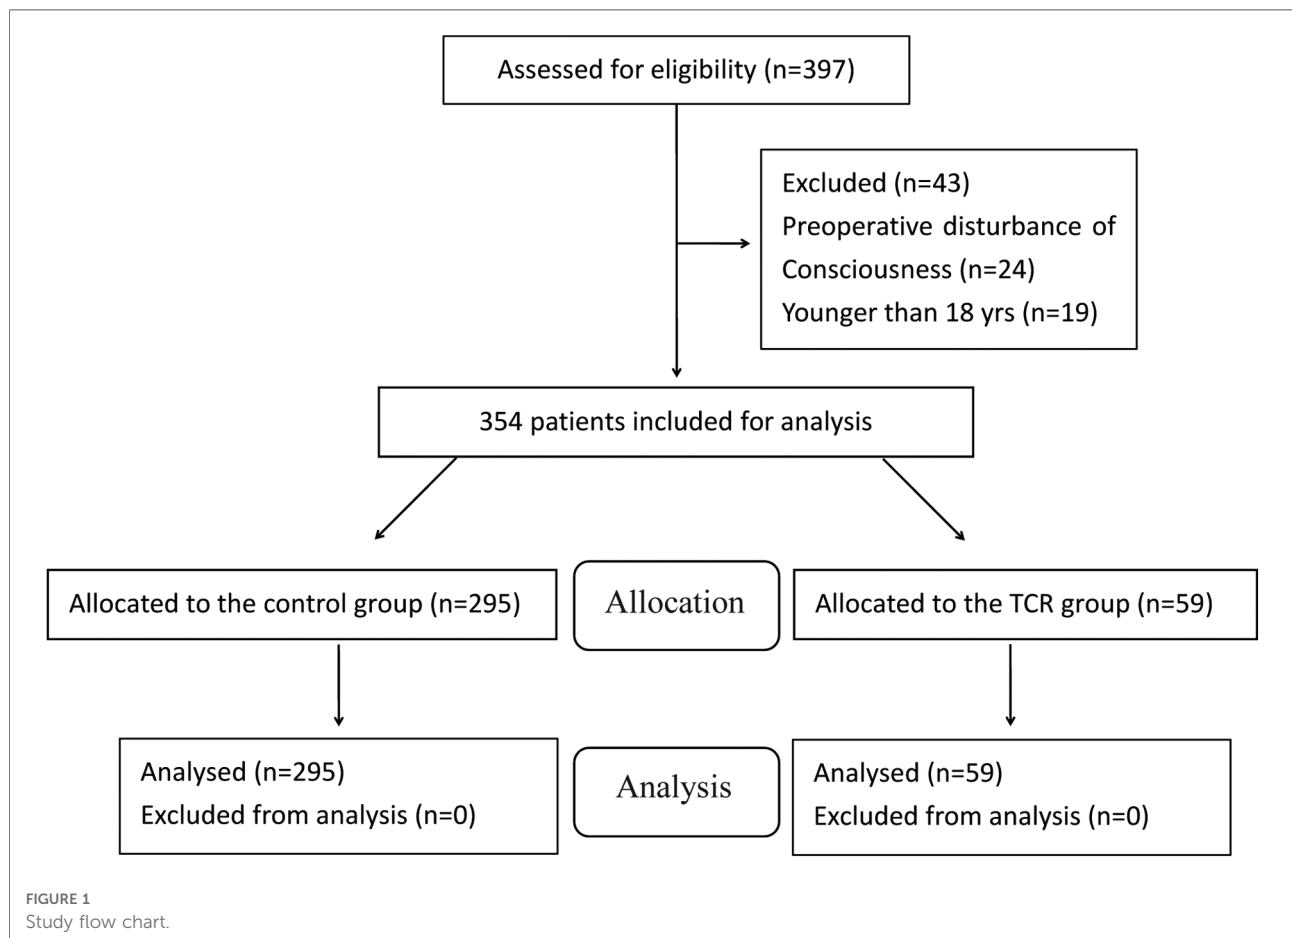 Assessed for eligibility (n=397)
Excluded (n=43)
Preoperative disturbance of
Consciousness (n=24)
Younger than 18 yrs (n=19)
354 patients included for analysis
Allocated to the control group (n=295)
Allocation
Allocated to the TCR group (n=59)
Analysed (n=295)
Excluded from analysis (n=0)
Analysis
Analysed (n=59)
Excluded from analysis (n=0)
FIGURE 1
Study flow chart.